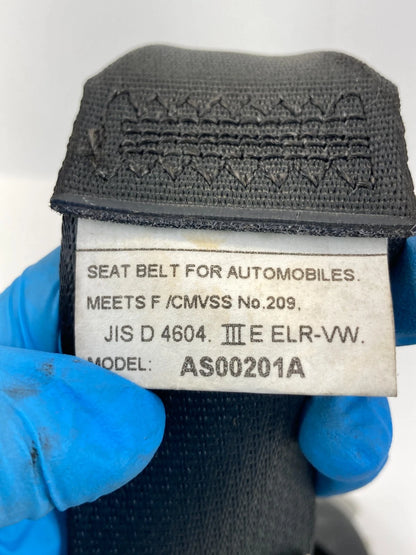 SEAT BELT FOR AUTOMOBILES.
MEETS F /CMVSS No.209,
JIS D 4604. III E ELR-VW.
MODEL: AS00201A